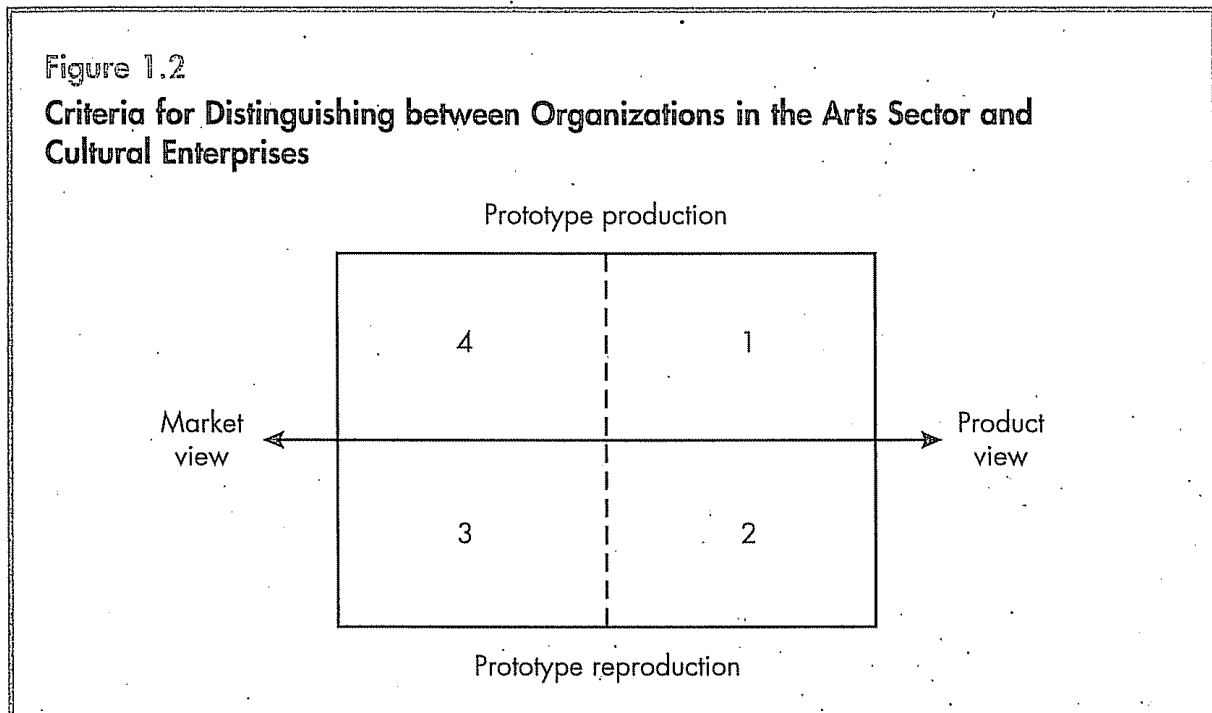 Figure 1.2
Criteria for Distinguishing between Organizations in the Arts Sector and
Cultural Enterprises
Prototype production
4
1
Market
view
Product
view
3
2
Prototype reproduction